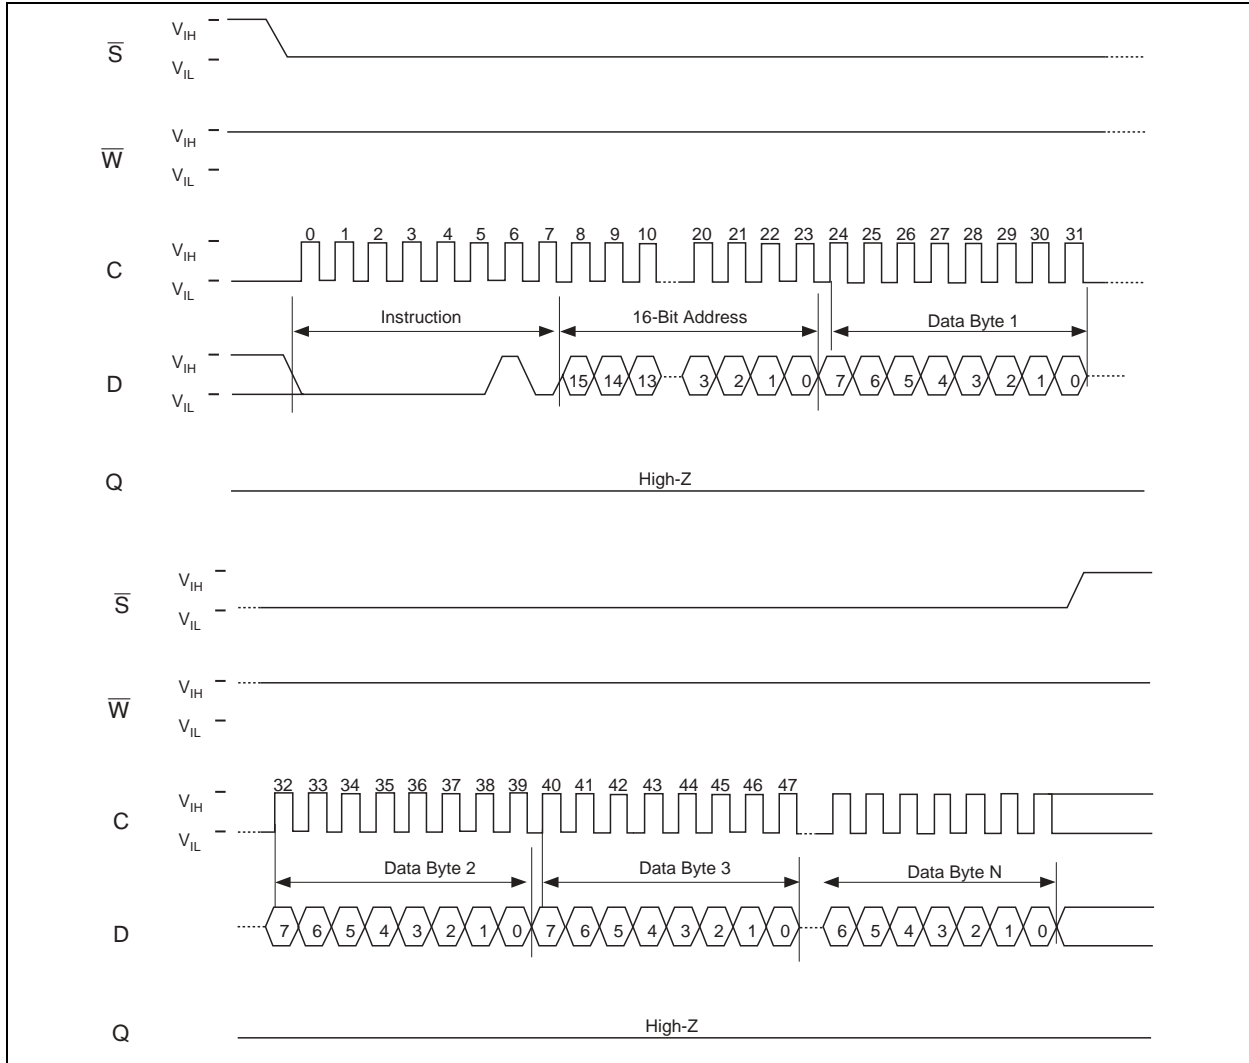 S̅ V_IH
V_IL
W̅ V_IH
V_IL
0 1 2 3 4 5 6 7 8 9 10 20 21 22 23 24 25 26 27 28 29 30 31
C V_IH
V_IL
Instruction 16-Bit Address Data Byte 1
D V_IH
V_IL
15 14 13 3 2 1 0 7 6 5 4 3 2 1 0
Q High-Z
S̅ V_IH
V_IL
W̅ V_IH
V_IL
32 33 34 35 36 37 38 39 40 41 42 43 44 45 46 47
C V_IH
V_IL
Data Byte 2 Data Byte 3 Data Byte N
D 7 6 5 4 3 2 1 0 7 6 5 4 3 2 1 0 6 5 4 3 2 1 0
Q High-Z